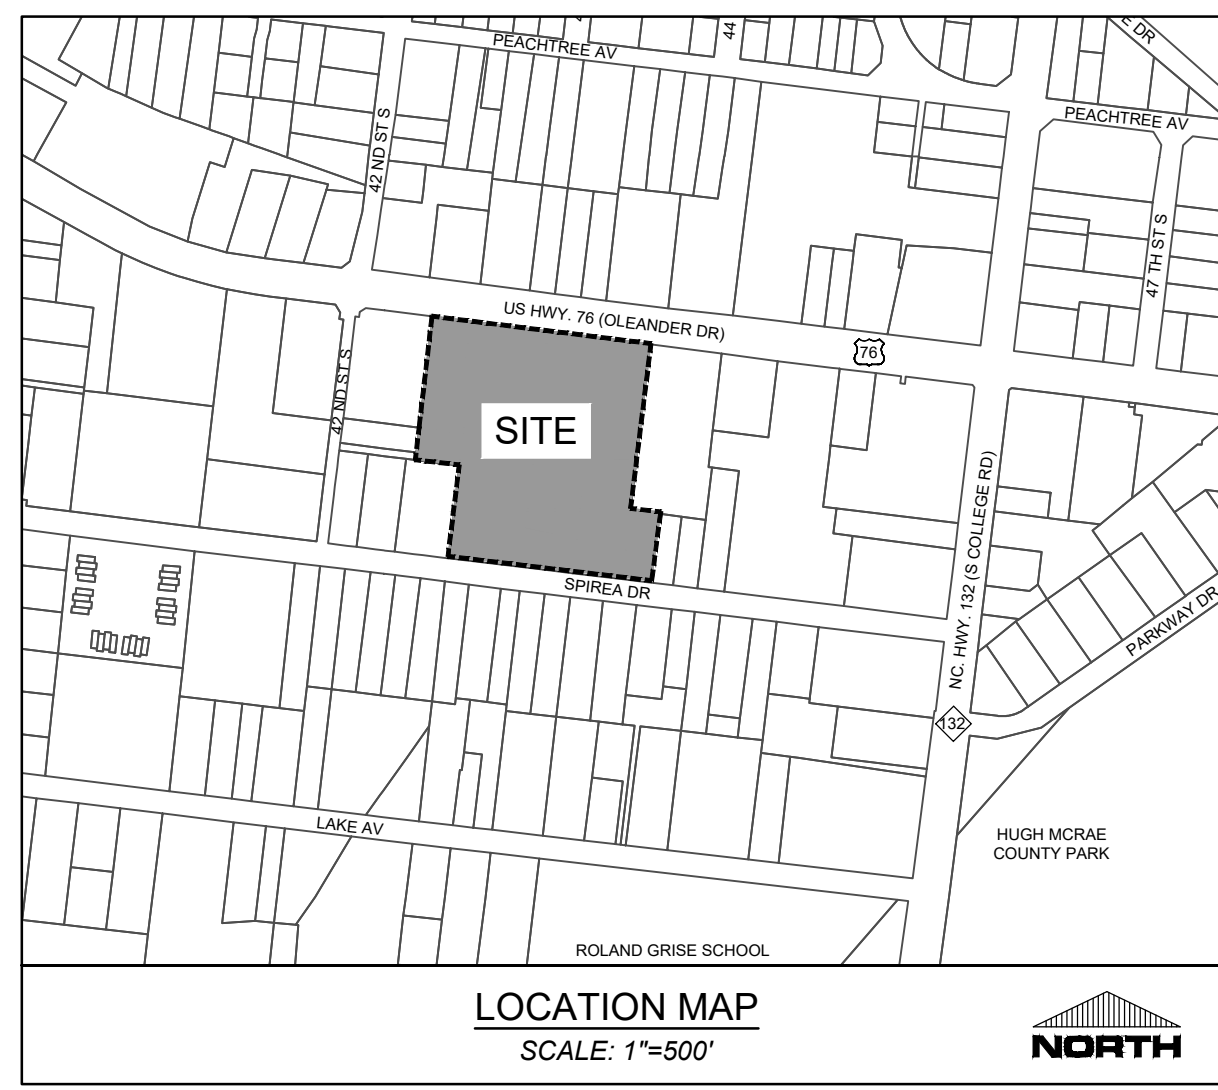 E DR
44
PEACHTREE AV
PEACHTREE AV
42 ND ST S
47 TH ST S
US HWY. 76 (OLEANDER DR)
76
42 ND ST S
SITE
NC. HWY. 132 (S COLLEGE RD)
SPIREA DR
PARKWAY DR
132
LAKE AV
HUGH MCRAE
COUNTY PARK
ROLAND GRISE SCHOOL
LOCATION MAP
SCALE: 1"=500'
NORTH